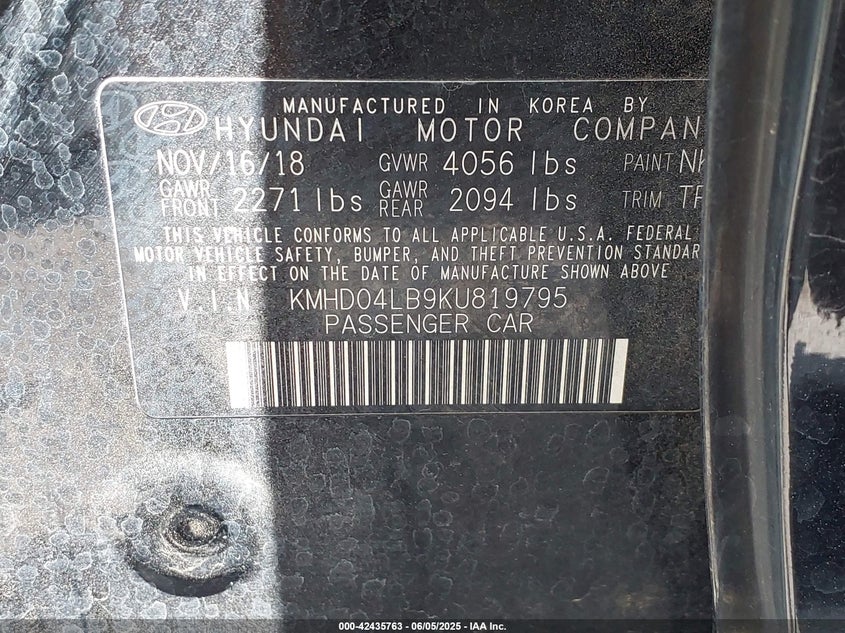 MANUFACTURED IN KOREA BY
HYUNDAI MOTOR COMPAN
NOV/16/18 GVWR 4056 lbs PAINT
GAWR FRONT 2271 lbs GAWR REAR 2094 lbs TRIM
THIS VEHICLE CONFORMS TO ALL APPLICABLE U.S.A. FEDERAL
MOTOR VEHICLE SAFETY, BUMPER, AND THEFT PREVENTION STANDAR
IN EFFECT ON THE DATE OF MANUFACTURE SHOWN ABOVE
V.I.N. KMHD04LB9KU819795
PASSENGER CAR
000-42435763 - 06/05/2025 - IAA Inc.